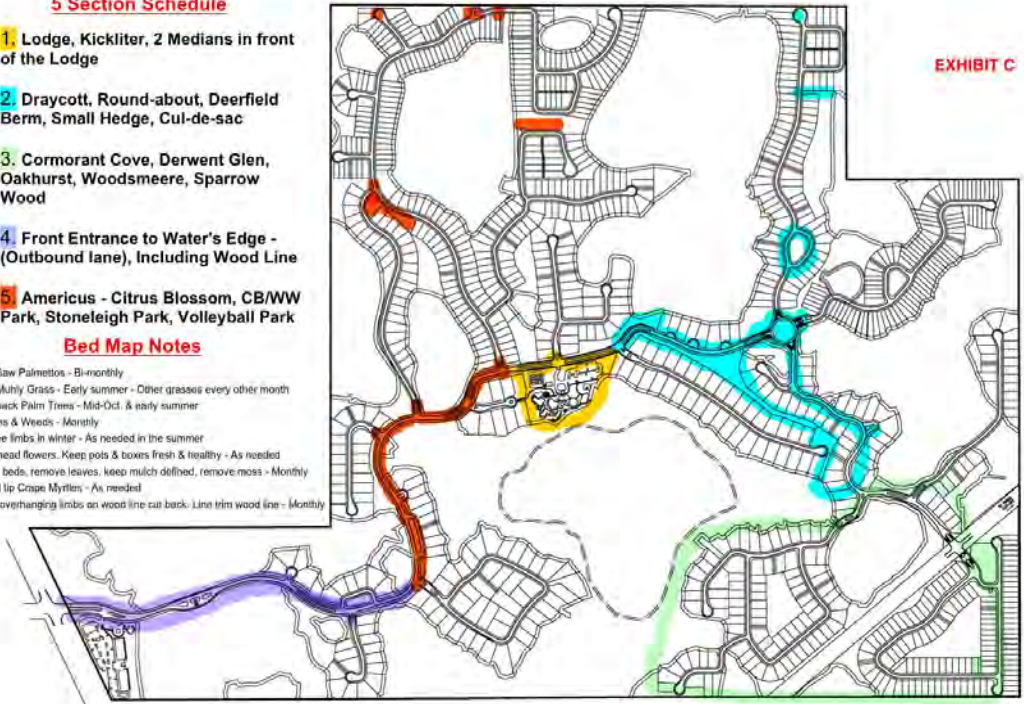 5 Section Schedule
1. Lodge, Kickliter, 2 Medians in front
of the Lodge
2. Draycott, Round-about, Deerfield
Berm, Small Hedge, Cul-de-sac
3. Cormorant Cove, Derwent Glen,
Oakhurst, Woodsmeere, Sparrow
Wood
4. Front Entrance to Water's Edge -
(Outbound lane), Including Wood Line
5. Americus - Citrus Blossom, CB/WW
Park, Stoneleigh Park, Volleyball Park
Bed Map Notes
Saw Palmettos - Bi-monthly
Muhly Grass - Early summer - Other grasses every other month
back Palm Trees - Mid-Oct. & early summer
& Weeds - Monthly
limbs in winter - As needed in the summer
head flowers. Keep pots & boxes fresh & healthy - As needed
beds, remove leaves, keep mulch defined, remove moss - Monthly
tip Crape Myrtles - As needed
overhanging limbs on wood line cut back. Line trim wood line - Monthly
EXHIBIT C